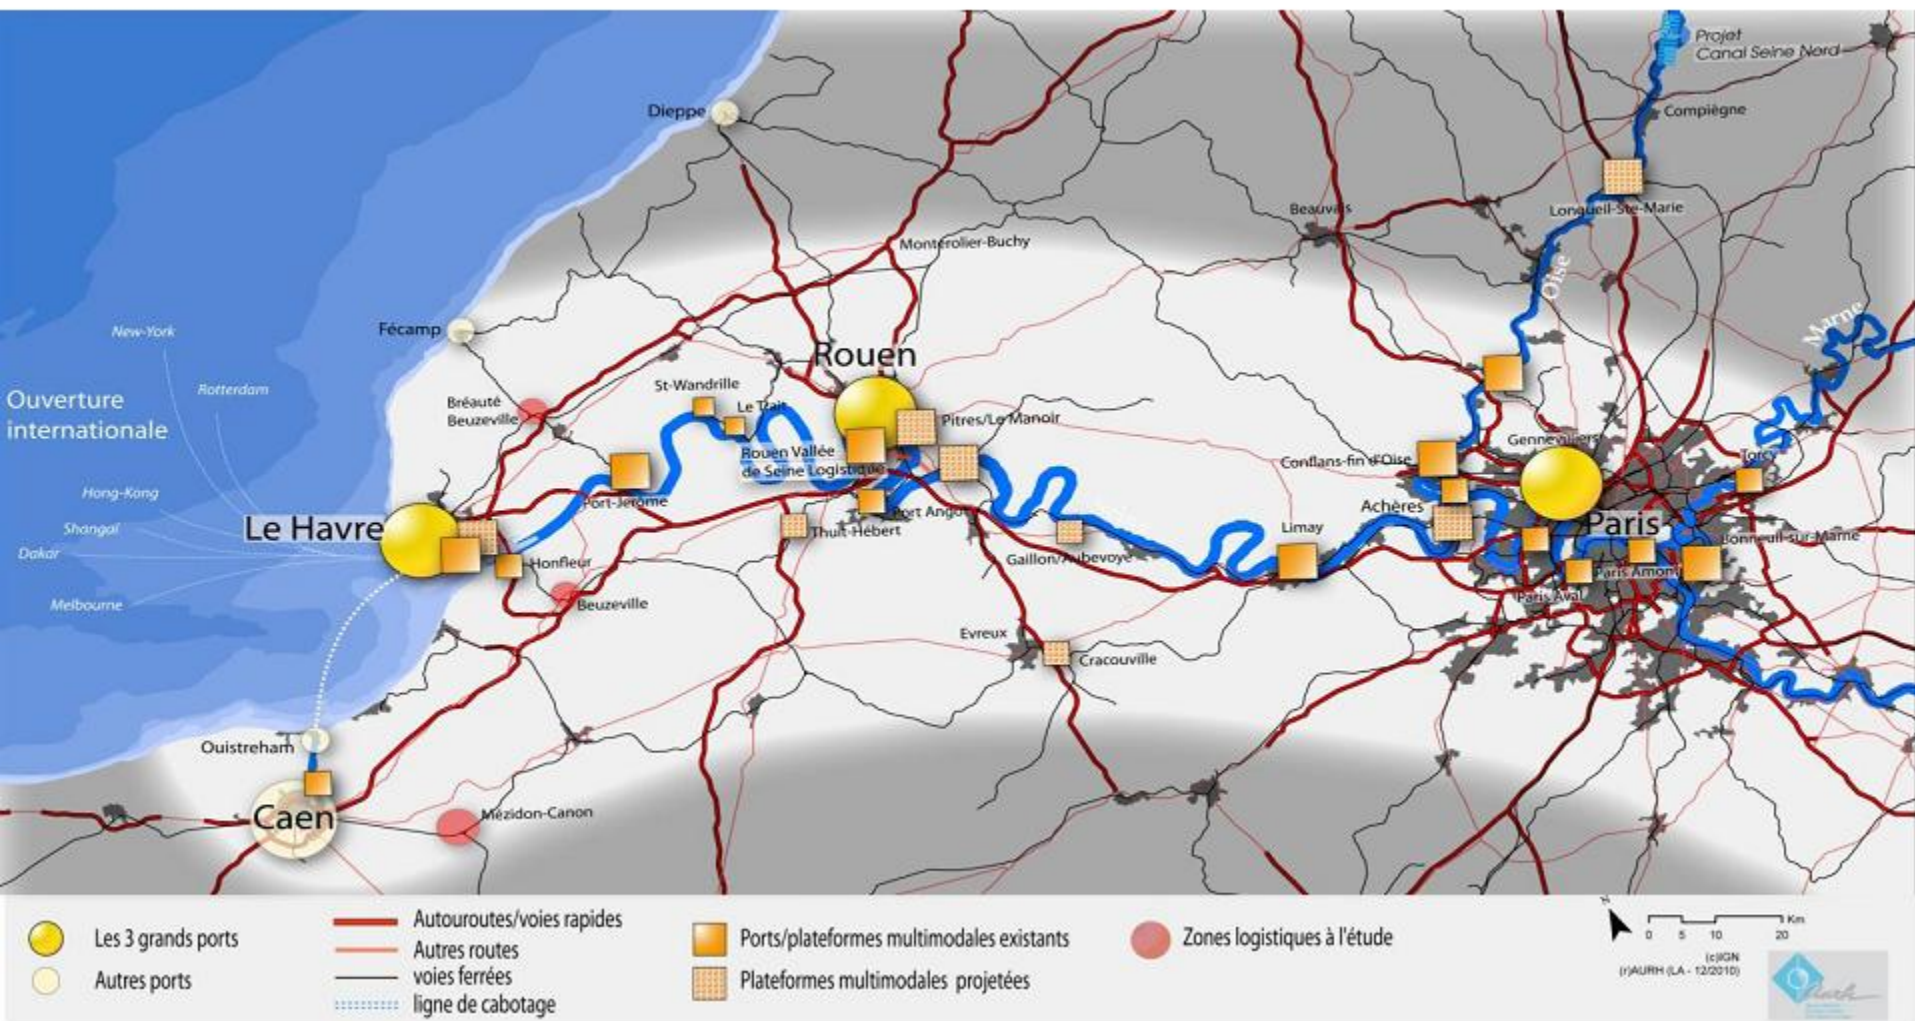 Projet
Canal Seine Nord
Compiègne
Dieppe
Beauvais
Longueil-Ste-Marie
Montérolier-Buchy
Oise
Marne
New-York
Fécamp
Rouen
Rotterdam
St-Wandrille
Ouverture
internationale
Bréauté
Beuzeville
Le Trait
Pitres/Le Manoir
Gennevilliers
Rouen Vallée
de Seine Logistique
Conflans-fin d'Oise
Torcy
Hong-Kong
Port-Jérôme
Achères
Port Angot
Shangaï
Le Havre
Thuit-Hébert
Limay
Paris
Bonneuil-sur-Marne
Dakar
Honfleur
Gaillon/Aubevoye
Paris Amont
Melbourne
Beuzeville
Paris Aval
Evreux
Cracouville
Ouistreham
Caen
Mézidon-Canon
Les 3 grands ports
Autres ports
Autouroutes/voies rapides
Autres routes
voies ferrées
ligne de cabotage
Ports/plateformes multimodales existants
Plateformes multimodales projetées
Zones logistiques à l'étude
N
Km
0 5 10 20
(c)IGN
(r)AURH (LA - 12/2010)